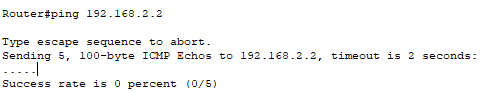 Router#ping 192.168.2.2
Type escape sequence to abort.
Sending 5, 100-byte ICMP Echos to 192.168.2.2, timeout is 2 seconds:
.....
Success rate is 0 percent (0/5)